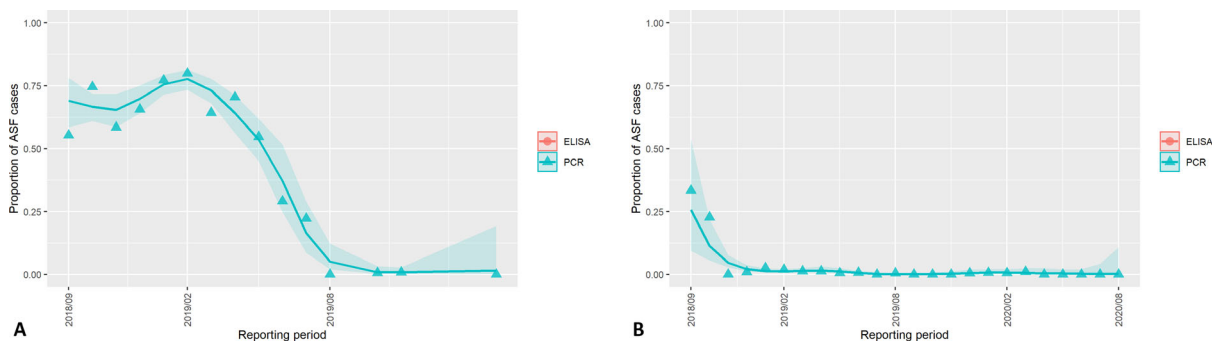 1.00
0.75
0.50
0.25
0.00
Proportion of ASF cases
2018/09
2019/02
2019/08
Reporting period
ELISA
PCR
A
1.00
0.75
0.50
0.25
0.00
Proportion of ASF cases
2018/09
2019/02
2019/08
2020/02
2020/08
Reporting period
ELISA
PCR
B